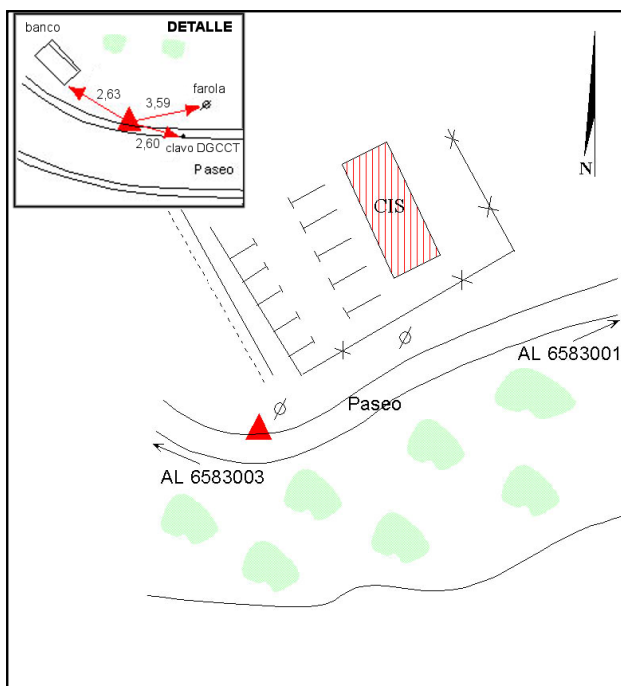 banco
DETALLE
farola
2,63
3,59
2,60
clavo DGCCT
Paseo
N
CIS
AL 6583001
Paseo
AL 6583003